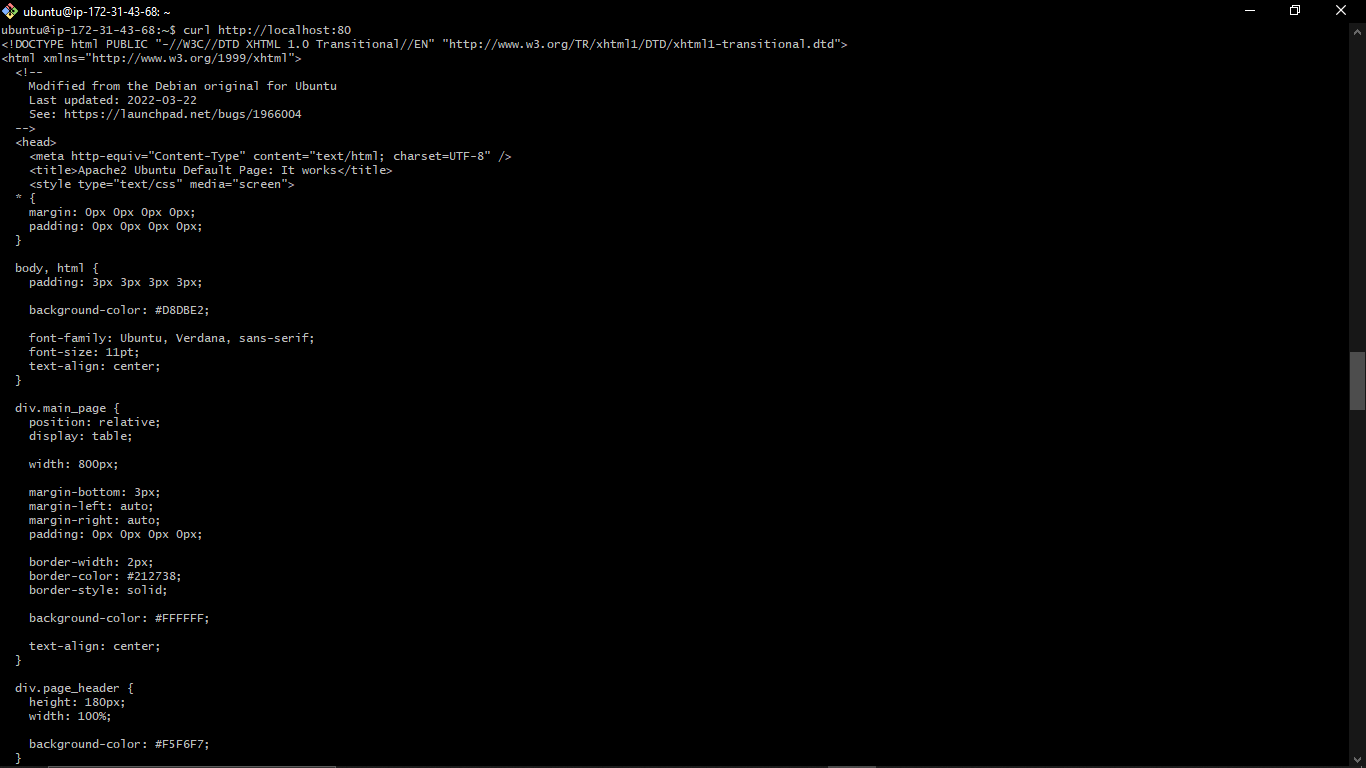 ubuntu@ip-172-31-43-68: ~
ubuntu@ip-172-31-43-68:~$ curl http://localhost:80
<!DOCTYPE html PUBLIC "-//W3C//DTD XHTML 1.0 Transitional//EN" "http://www.w3.org/TR/xhtml1/DTD/xhtml1-transitional.dtd">
<html xmlns="http://www.w3.org/1999/xhtml">
  <!--
    Modified from the Debian original for Ubuntu
    Last updated: 2022-03-22
    See: https://launchpad.net/bugs/1966004
  -->
  <head>
    <meta http-equiv="Content-Type" content="text/html; charset=UTF-8" />
    <title>Apache2 Ubuntu Default Page: It works</title>
    <style type="text/css" media="screen">
  * {
    margin: 0px 0px 0px 0px;
    padding: 0px 0px 0px 0px;
  }

  body, html {
    padding: 3px 3px 3px 3px;

    background-color: #D8DBE2;

    font-family: Ubuntu, Verdana, sans-serif;
    font-size: 11pt;
    text-align: center;
  }

  div.main_page {
    position: relative;
    display: table;

    width: 800px;

    margin-bottom: 3px;
    margin-left: auto;
    margin-right: auto;
    padding: 0px 0px 0px 0px;

    border-width: 2px;
    border-color: #212738;
    border-style: solid;

    background-color: #FFFFFF;

    text-align: center;
  }

  div.page_header {
    height: 180px;
    width: 100%;

    background-color: #F5F6F7;
  }